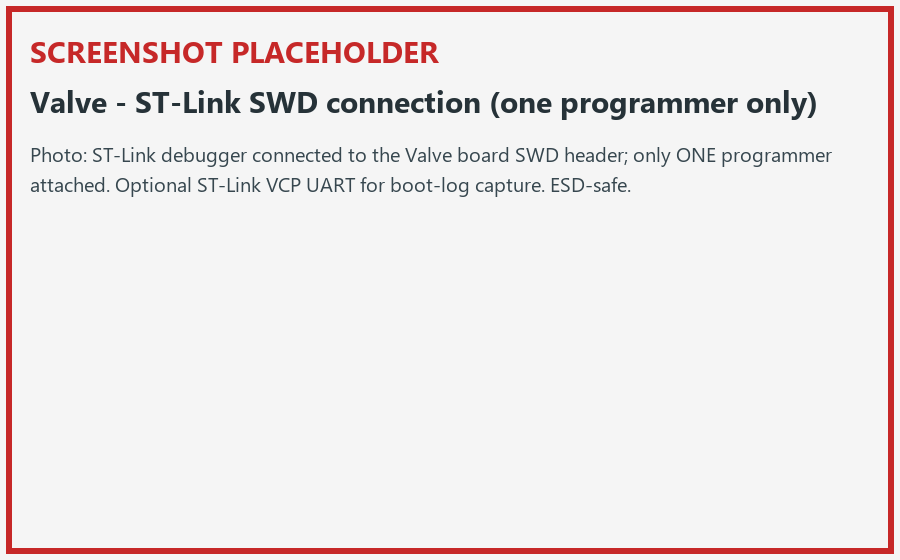 SCREENSHOT PLACEHOLDER
Valve - ST-Link SWD connection (one programmer only)
Photo: ST-Link debugger connected to the Valve board SWD header; only ONE programmer
attached. Optional ST-Link VCP UART for boot-log capture. ESD-safe.